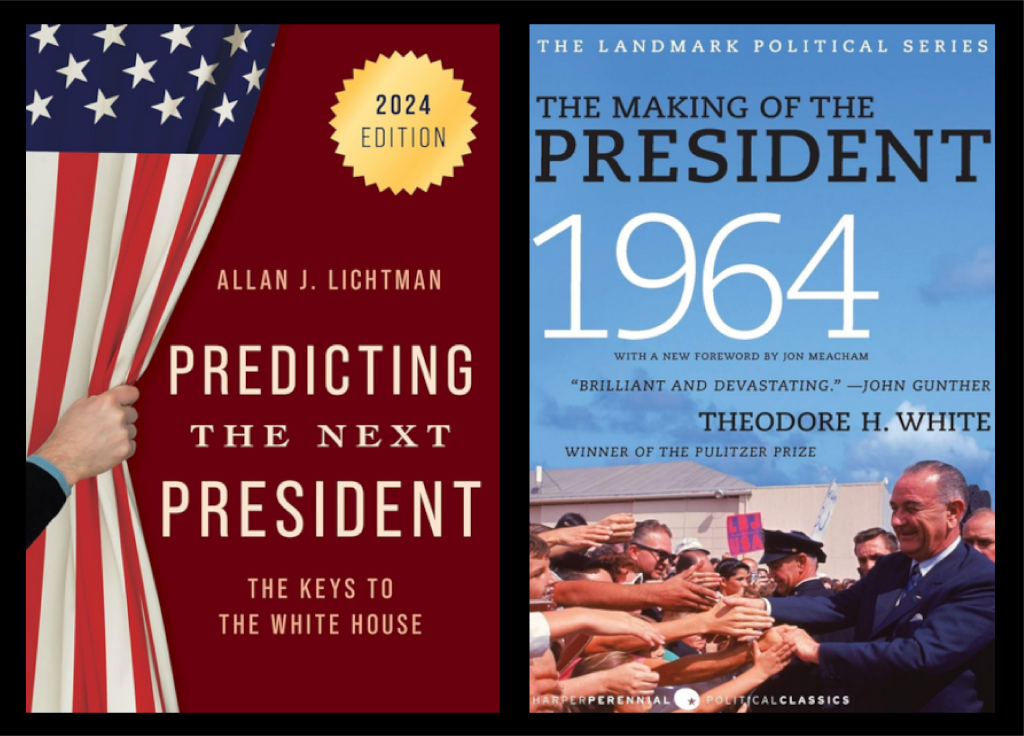 2024
EDITION
ALLAN J. LICHTMAN
PREDICTING
THE NEXT
PRESIDENT
THE KEYS TO
THE WHITE HOUSE
THE LANDMARK POLITICAL SERIES
THE MAKING OF THE
PRESIDENT
1964
WITH A NEW FOREWORD BY JON MEACHAM
“BRILLIANT AND DEVASTATING.” —JOHN GUNTHER
THEODORE H. WHITE
WINNER OF THE PULITZER PRIZE
HARPERPERENNIAL POLITICALCLASSICS